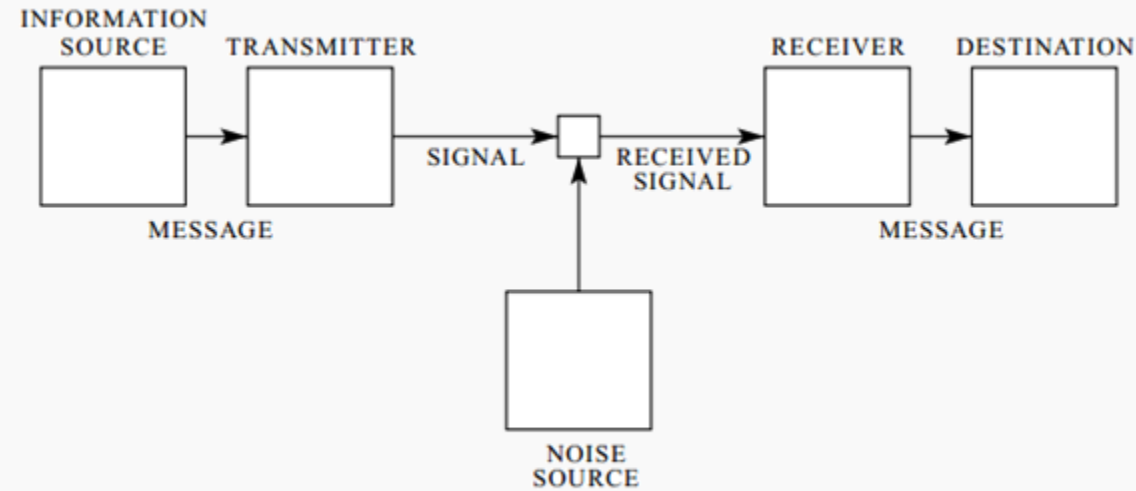 INFORMATION
SOURCE
TRANSMITTER
RECEIVER
DESTINATION
SIGNAL
RECEIVED
SIGNAL
MESSAGE
MESSAGE
NOISE
SOURCE